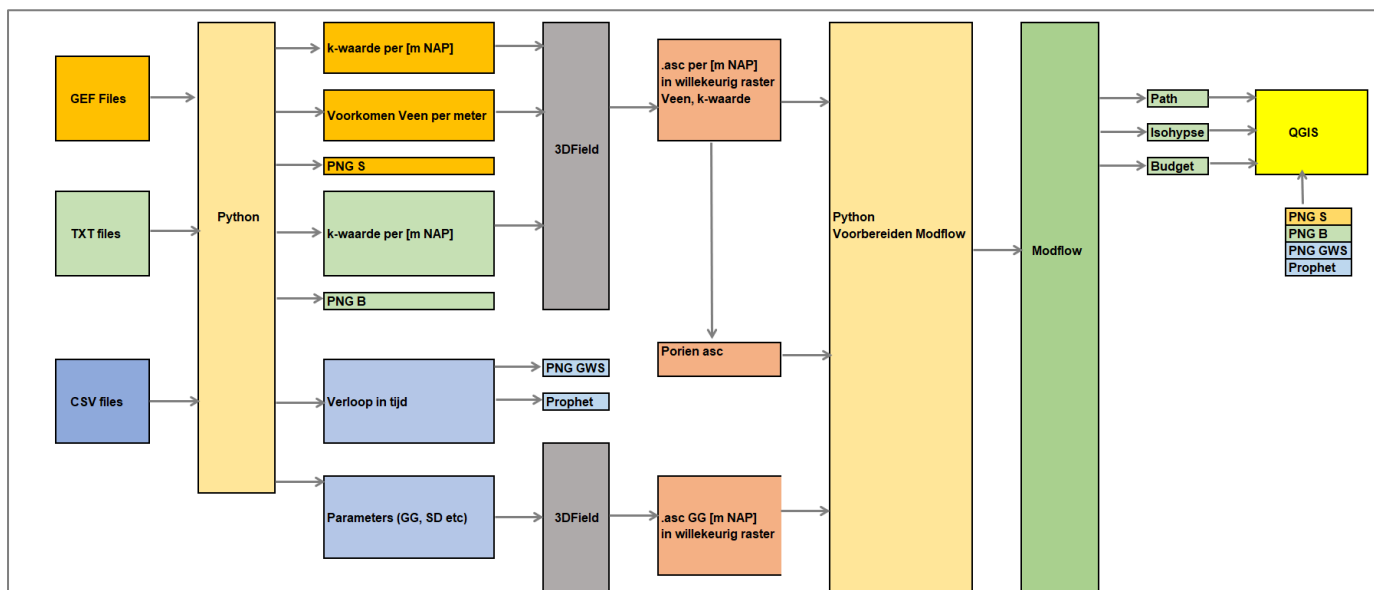 GEF Files
TXT files
CSV files
Python
k-waarde per [m NAP]
Voorkomen Veen per meter
PNG S
k-waarde per [m NAP]
PNG B
Verloop in tijd
Parameters (GG, SD etc)
3DField
PNG GWS
Prophet
3DField
.asc per [m NAP]
in willekeurig raster
Veen, k-waarde
Porien asc
.asc GG [m NAP]
in willekeurig raster
Python
Voorbereiden Modflow
Modflow
Path
Isohypse
Budget
QGIS
PNG S
PNG B
PNG GWS
Prophet